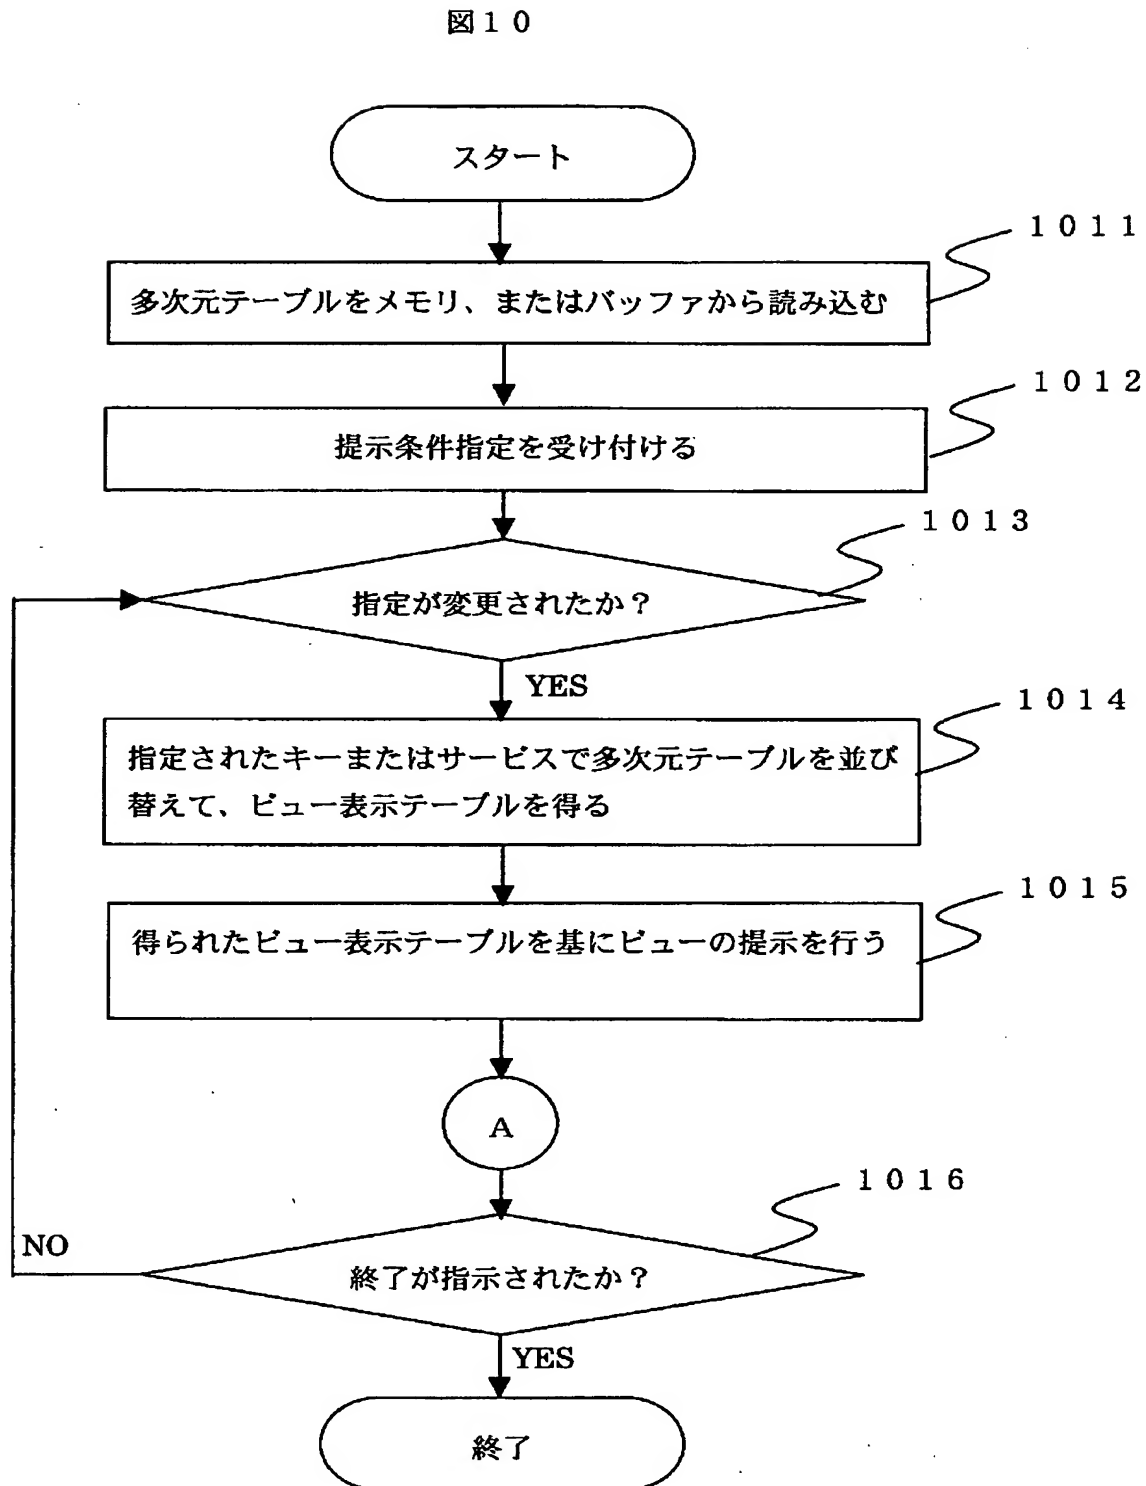 図１０
スタート
１０１１
多次元テーブルをメモリ、またはバッファから読み込む
１０１２
提示条件指定を受け付ける
１０１３
指定が変更されたか？
YES
１０１４
指定されたキーまたはサービスで多次元テーブルを並び
替えて、ビュー表示テーブルを得る
１０１５
得られたビュー表示テーブルを基にビューの提示を行う
A
１０１６
NO
終了が指示されたか？
YES
終了